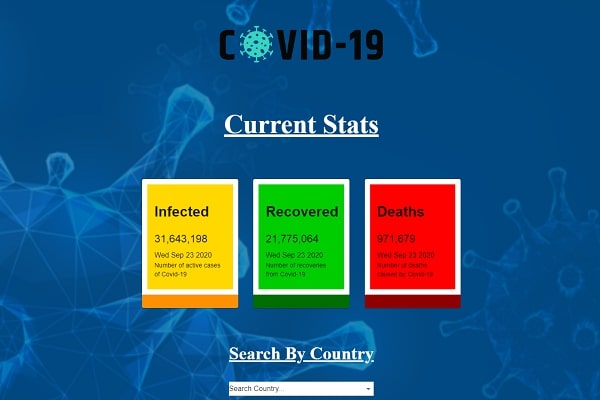 COVID-19
Current Stats
Infected
31,643,198
Wed Sep 23 2020
Number of active cases
of Covid-19
Recovered
21,775,064
Wed Sep 23 2020
Number of recoveries
from Covid-19
Deaths
971,679
Wed Sep 23 2020
Number of deaths
caused by Covid-19
Search By Country
Search Country...